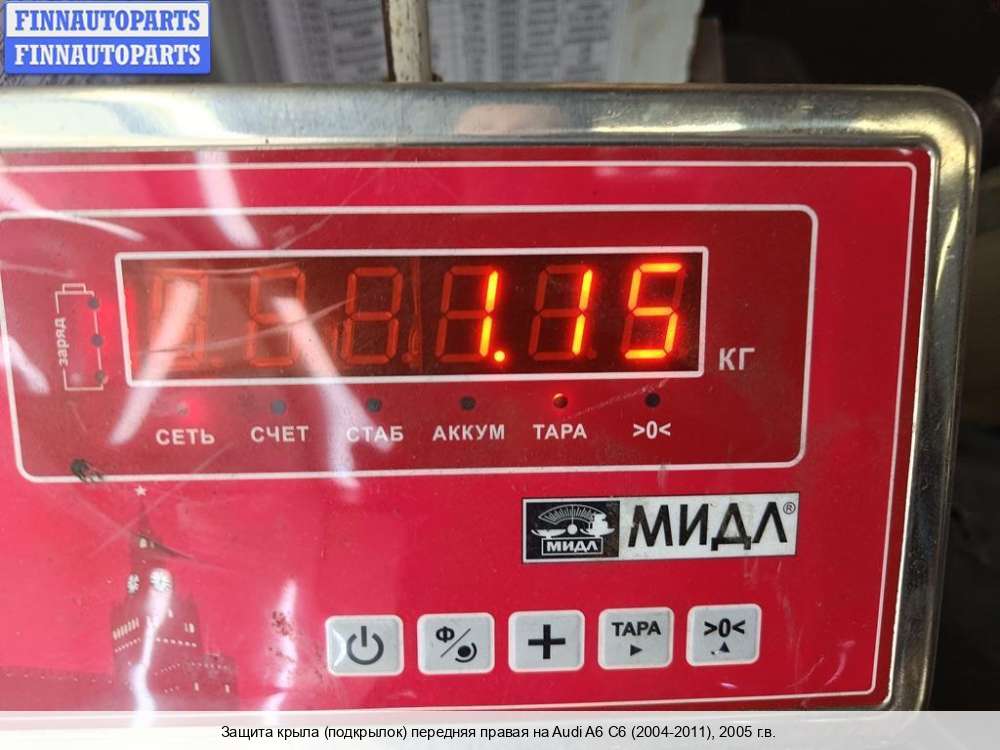 FINNAUTOPARTS
FINNAUTOPARTS
заряд
1.15
КГ
СЕТЬ СЧЕТ СТАБ АККУМ ТАРА >0<
МИДЛ МИДЛ®
Ф
+
ТАРА
>0<
Защита крыла (подкрылок) передняя правая на Audi A6 C6 (2004-2011), 2005 г.в.